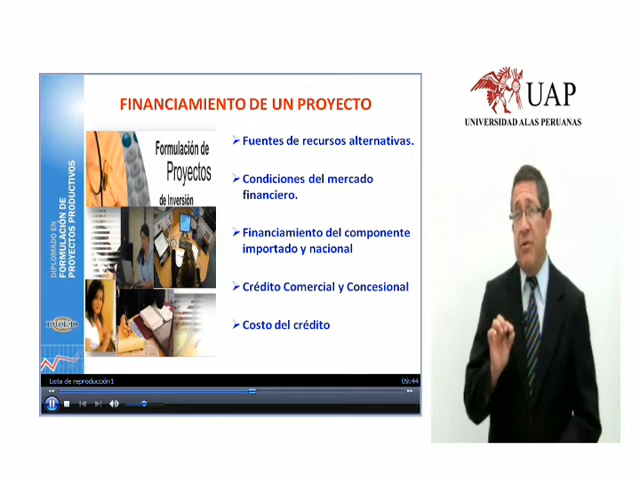 FINANCIAMIENTO DE UN PROYECTO
Formulación de
Proyectos
de Inversión
DIPLOMADO EN
FORMULACIÓN DE
PROYECTOS PRODUCTIVOS
Fuentes de recursos alternativas.
Condiciones del mercado
financiero.
Financiamiento del componente
importado y nacional
Crédito Comercial y Concesional
Costo del crédito
Lista de reproducción1
09:44
UAP
UNIVERSIDAD ALAS PERUANAS